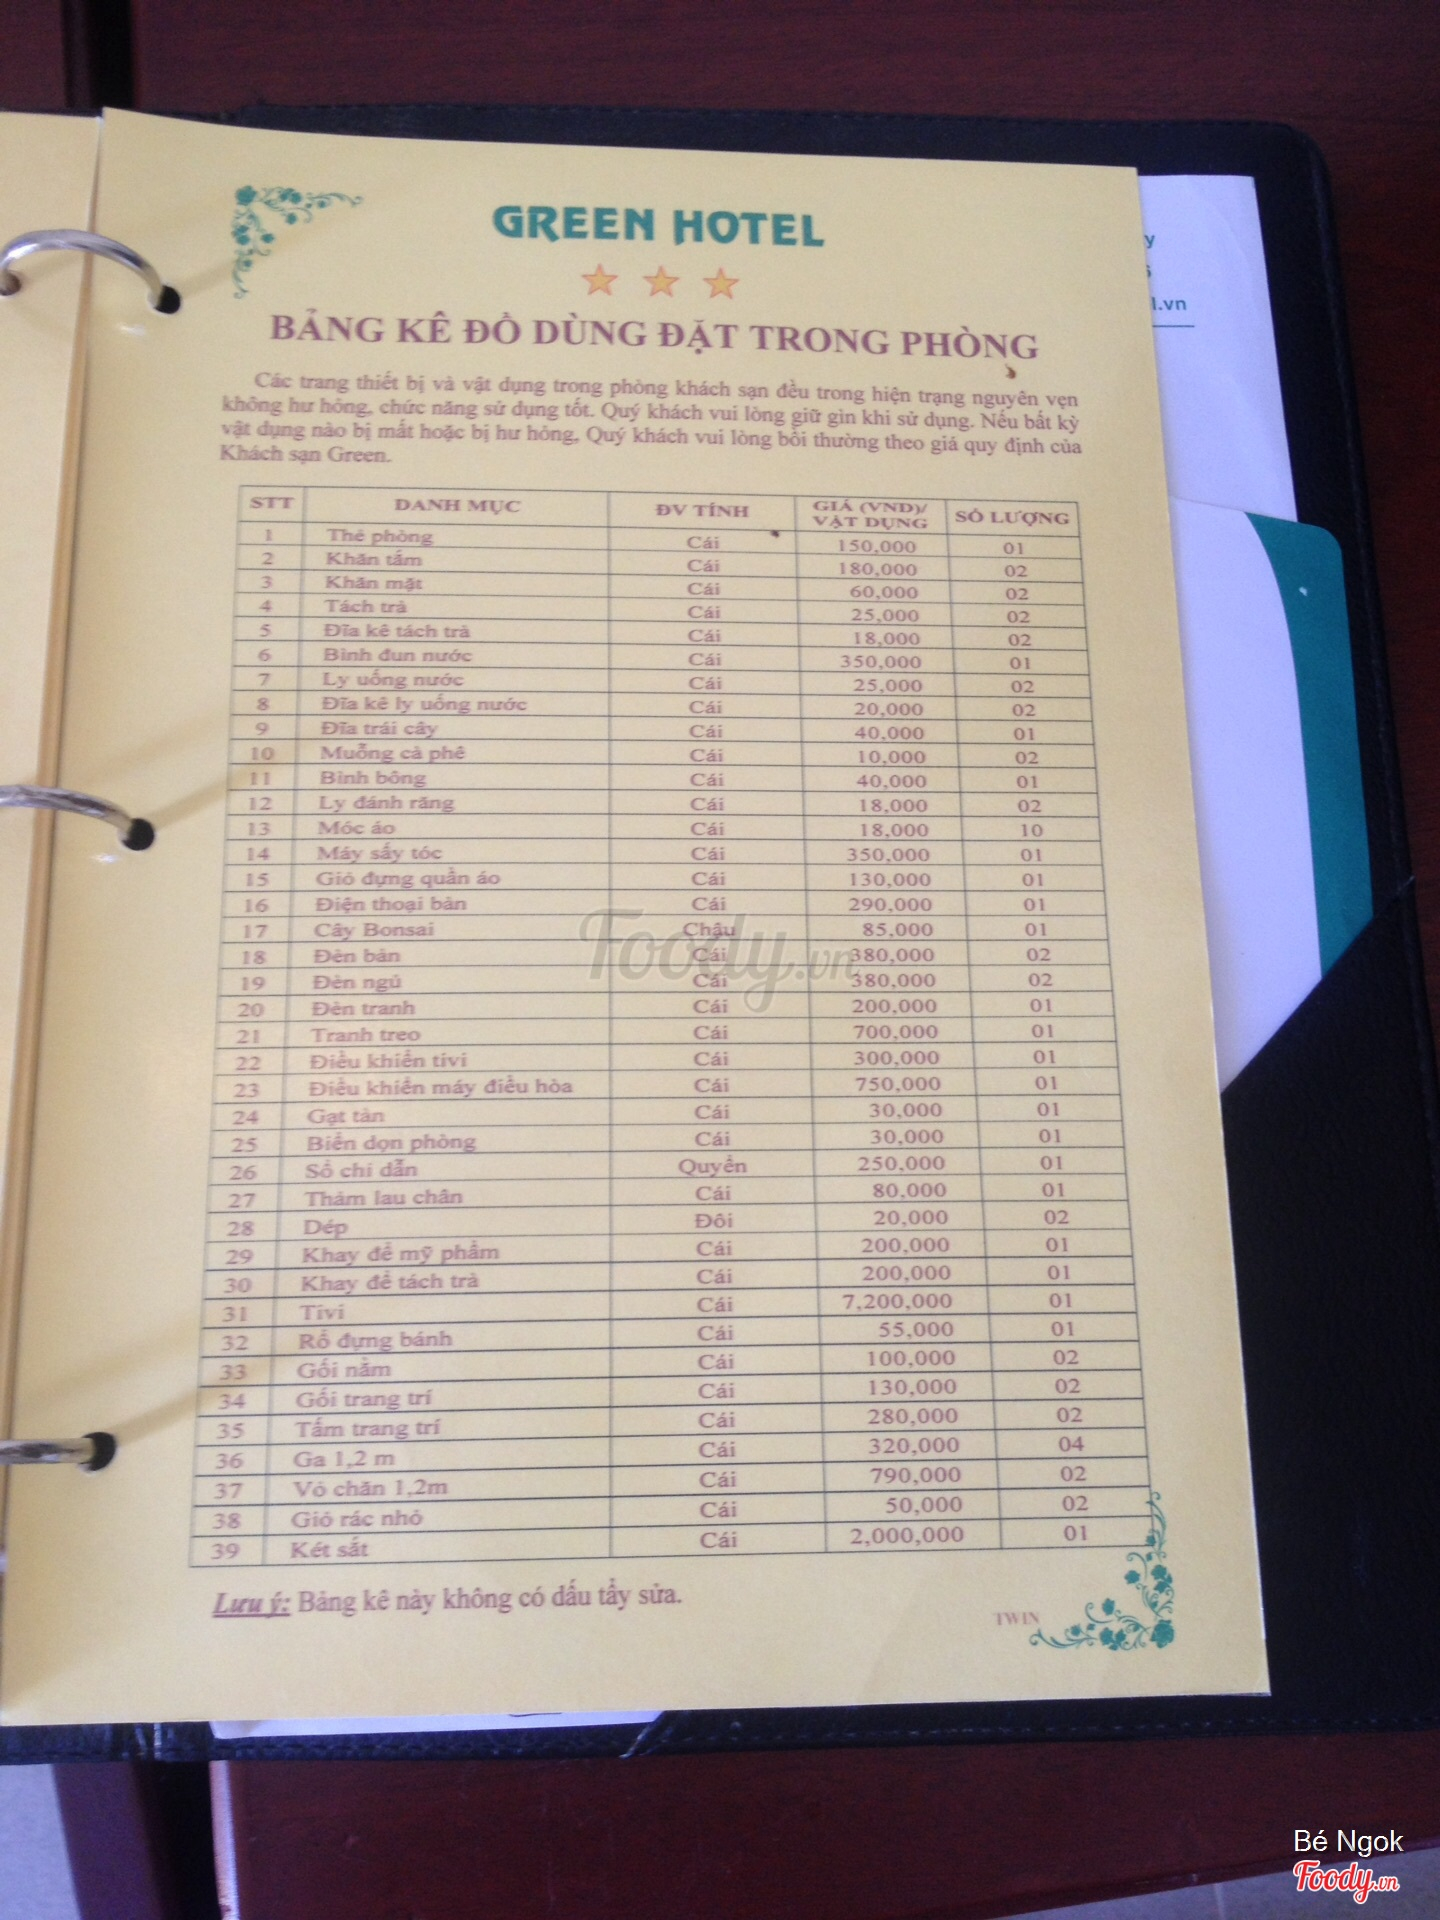 GREEN HOTEL
BẢNG KÊ ĐỒ DÙNG ĐẶT TRONG PHÒNG
Các trang thiết bị và vật dụng trong phòng khách sạn đều trong hiện trạng nguyên vẹn
không hư hỏng, chức năng sử dụng tốt. Quý khách vui lòng giữ gìn khi sử dụng. Nếu bất kỳ
vật dụng nào bị mất hoặc bị hư hỏng, Quý khách vui lòng bồi thường theo giá quy định của
Khách sạn Green.
STT DANH MỤC ĐV TÍNH GIÁ (VND)/ VẬT DỤNG SỐ LƯỢNG
1 Thẻ phòng Cái 150,000 01
2 Khăn tắm Cái 180,000 02
3 Khăn mặt Cái 60,000 02
4 Tách trà Cái 25,000 02
5 Đĩa kê tách trà Cái 18,000 02
6 Bình đun nước Cái 350,000 01
7 Ly uống nước Cái 25,000 02
8 Đĩa kê ly uống nước Cái 20,000 02
9 Đĩa trái cây Cái 40,000 01
10 Muỗng cà phê Cái 10,000 02
11 Bình bông Cái 40,000 01
12 Ly đánh răng Cái 18,000 02
13 Móc áo Cái 18,000 10
14 Máy sấy tóc Cái 350,000 01
15 Giỏ đựng quần áo Cái 130,000 01
16 Điện thoại bàn Cái 290,000 01
17 Cây Bonsai Chậu 85,000 01
18 Đèn bàn Cái 380,000 02
19 Đèn ngủ Cái 380,000 02
20 Đèn tranh Cái 200,000 01
21 Tranh treo Cái 700,000 01
22 Điều khiển tivi Cái 300,000 01
23 Điều khiển máy điều hòa Cái 750,000 01
24 Gạt tàn Cái 30,000 01
25 Biển dọn phòng Cái 30,000 01
26 Sổ chỉ dẫn Quyển 250,000 01
27 Thảm lau chân Cái 80,000 01
28 Dép Đôi 20,000 02
29 Khay để mỹ phẩm Cái 200,000 01
30 Khay để tách trà Cái 200,000 01
31 Tivi Cái 7,200,000 01
32 Rổ đựng bánh Cái 55,000 01
33 Gối nằm Cái 100,000 02
34 Gối trang trí Cái 130,000 02
35 Tấm trang trí Cái 280,000 02
36 Ga 1,2 m Cái 320,000 04
37 Vỏ chăn 1,2m Cái 790,000 02
38 Giỏ rác nhỏ Cái 50,000 02
39 Két sắt Cái 2,000,000 01
Lưu ý: Bảng kê này không có dấu tẩy sửa.
TWIN
y
l.vn
Foody.vn
Bé Ngok
Foody.vn